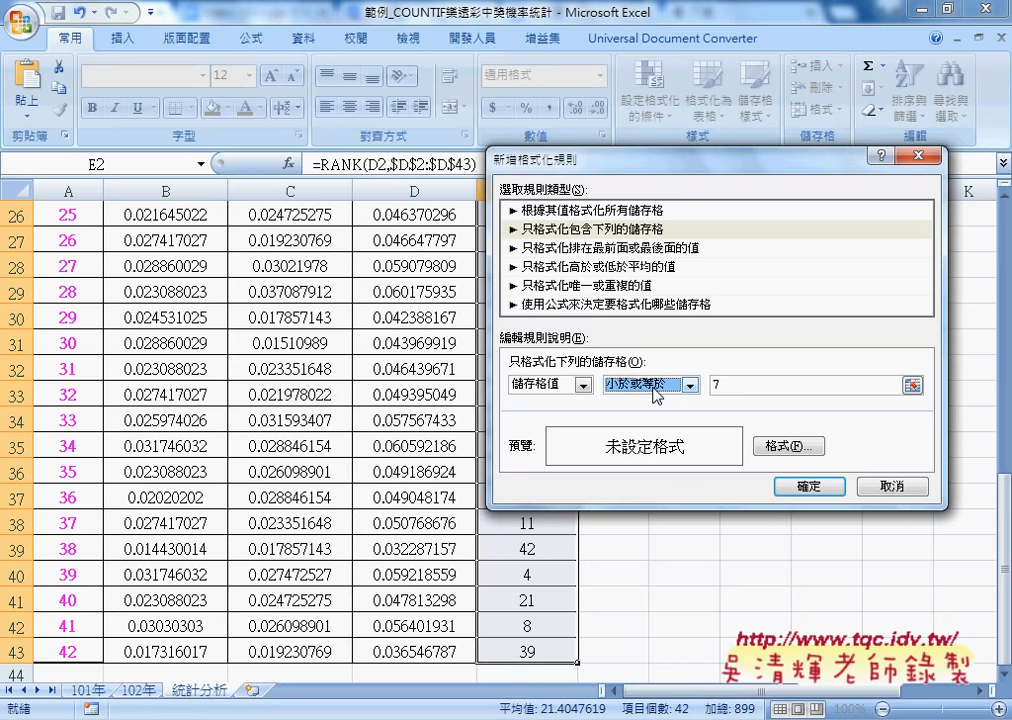 範例_COUNTIF樂透彩中獎機率統計 - Microsoft Excel
常用 插入 版面配置 公式 資料 校閱 檢視 開發人員 增益集 Universal Document Converter
貼上 12 通用格式 設定格式化的條件 格式化為表格 儲存格樣式 插入 刪除 格式 排序與篩選 尋找與選取
剪貼簿 字型 對齊方式 數值 樣式 儲存格 編輯
E2 =RANK(D2,$D$2:$D$43)
A B C D K
26 25 0.021645022 0.024725275 0.046370296
27 26 0.027417027 0.019230769 0.046647797
28 27 0.028860029 0.03021978 0.059079809
29 28 0.023088023 0.037087912 0.060175935
30 29 0.024531025 0.017857143 0.042388167
31 30 0.028860029 0.01510989 0.043969919
32 31 0.023088023 0.023351648 0.046439671
33 32 0.027417027 0.021978022 0.049395049
34 33 0.025974026 0.031593407 0.057567433
35 34 0.031746032 0.028846154 0.060592186
36 35 0.023088023 0.026098901 0.049186924
37 36 0.02020202 0.028846154 0.049048174
38 37 0.027417027 0.023351648 0.050768676 11
39 38 0.014430014 0.017857143 0.032287157 42
40 39 0.031746032 0.027472527 0.059218559 4
41 40 0.023088023 0.024725275 0.047813298 21
42 41 0.03030303 0.026098901 0.056401931 8
43 42 0.017316017 0.019230769 0.036546787 39
44
新增格式化規則
選取規則類型(S):
► 根據其值格式化所有儲存格
► 只格式化包含下列的儲存格
► 只格式化排在最前面或最後面的值
► 只格式化高於或低於平均的值
► 只格式化唯一或重複的值
► 使用公式來決定要格式化哪些儲存格
編輯規則說明(E):
只格式化下列的儲存格(O):
儲存格值 小於或等於 7
預覽: 未設定格式 格式(F)...
確定 取消
http://www.tqc.idv.tw/
吳清輝老師錄製
101年 102年 統計分析
就緒 平均值: 21.4047619 項目個數: 42 加總: 899 100%